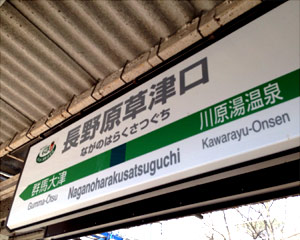 長野原草津口
ながのはらくさつぐち
Naganoharakusatsuguchi
群馬大津
Gumma-Otsu
川原湯温泉
Kawarayu-Onsen